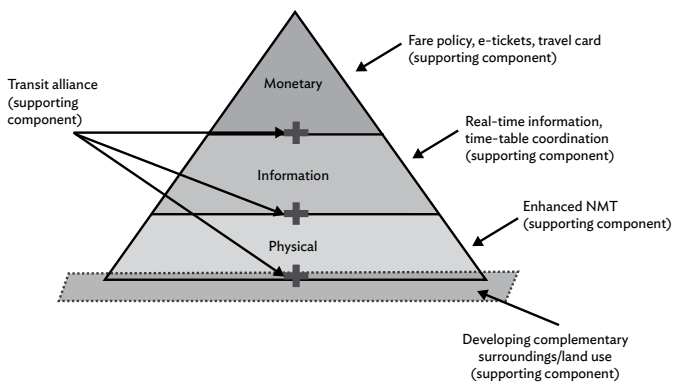 Fare policy, e-tickets, travel card
(supporting component)
Monetary
Transit alliance
(supporting
component)
Real-time information,
time-table coordination
(supporting component)
Information
Enhanced NMT
(supporting component)
Physical
Developing complementary
surroundings/land use
(supporting component)